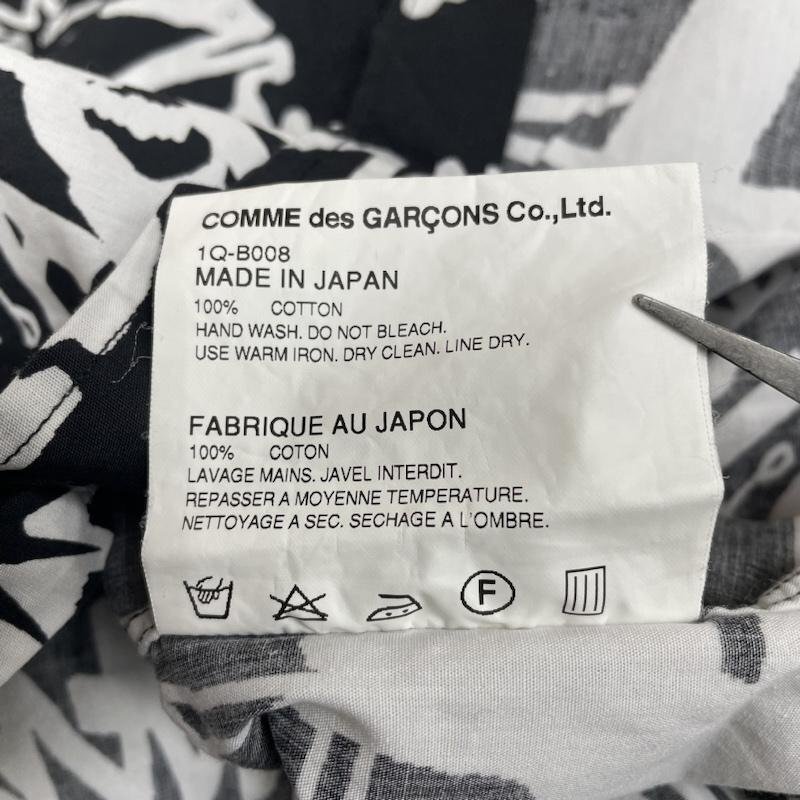 COMME des GARÇONS Co.,Ltd.
1Q-B008
MADE IN JAPAN
100% COTTON
HAND WASH. DO NOT BLEACH.
USE WARM IRON. DRY CLEAN. LINE DRY.
FABRIQUE AU JAPON
100% COTON
LAVAGE MAINS. JAVEL INTERDIT.
REPASSER A MOYENNE TEMPERATURE.
NETTOYAGE A SEC. SECHAGE A L'OMBRE.
F